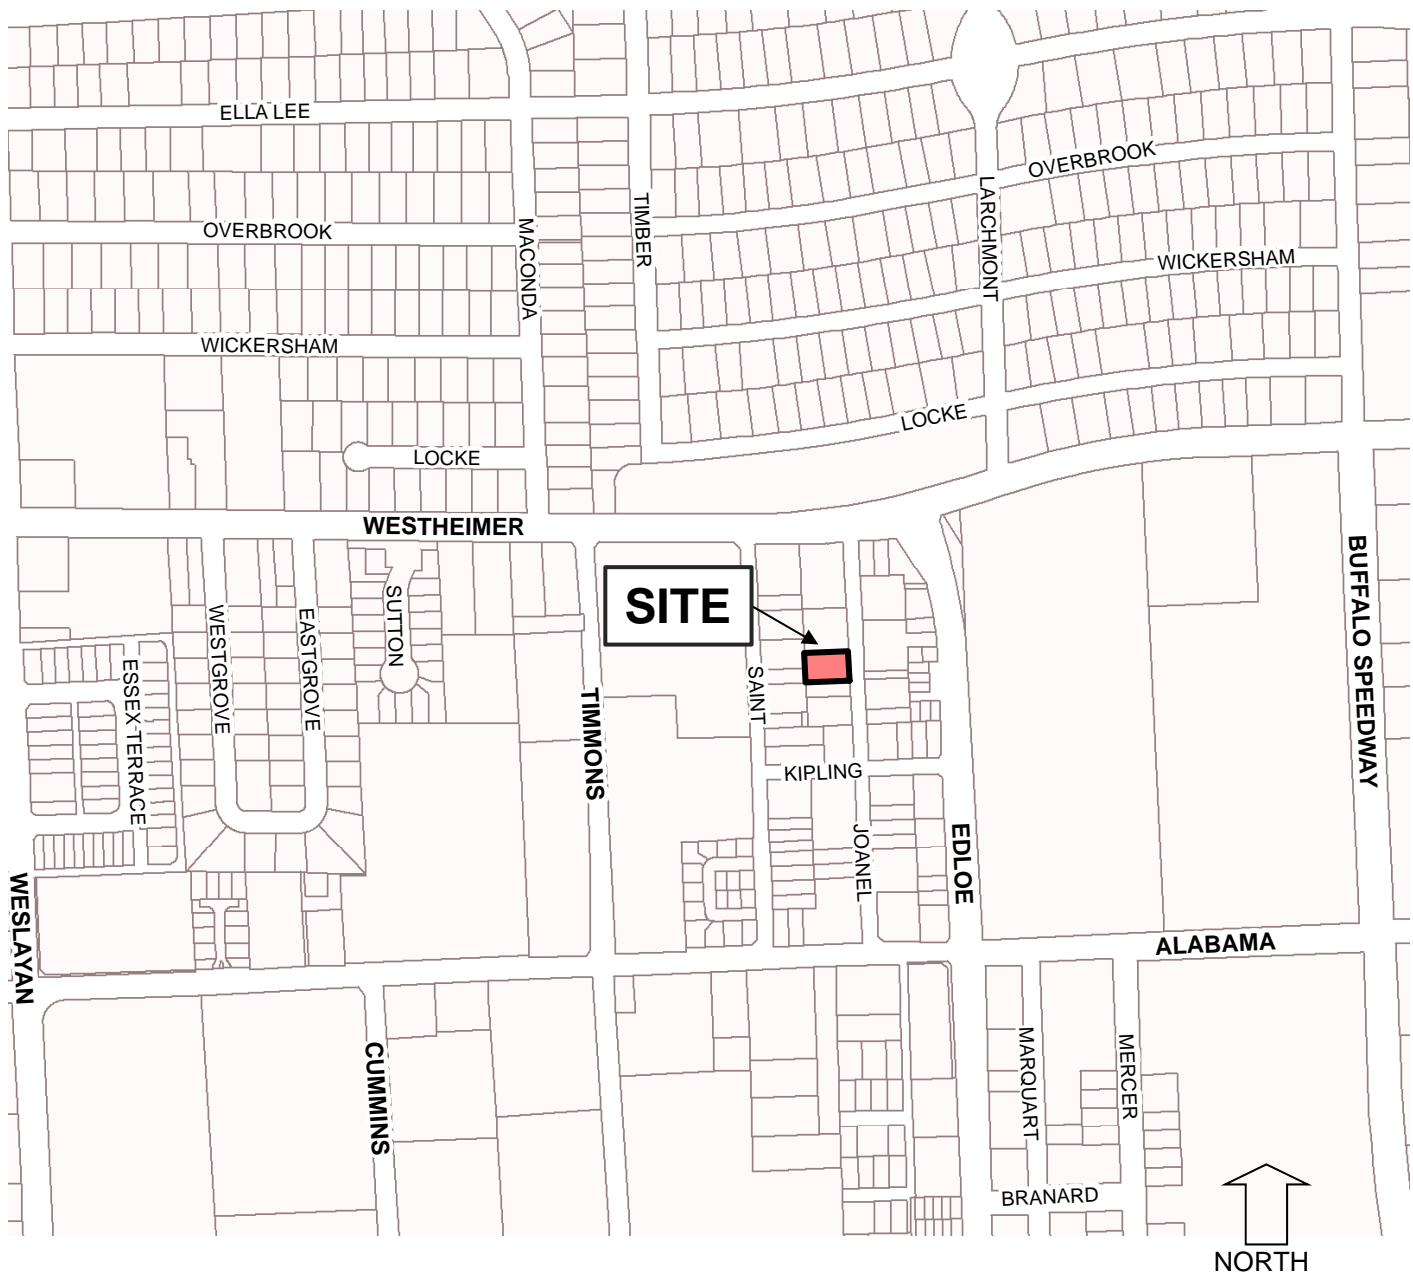 ELLA LEE
OVERBROOK
OVERBROOK
MACONDA
TIMBER
LARCHMONT
WICKERSHAM
WICKERSHAM
LOCKE
LOCKE
WESTHEIMER
BUFFALO SPEEDWAY
SITE
SUTTON
WESTGROVE
EASTGROVE
ESSEX TERRACE
SAINT
TIMMONS
KIPLING
JOANEL
EDLOE
WESLAYAN
ALABAMA
CUMMINS
MARQUART
MERCER
BRANARD
NORTH